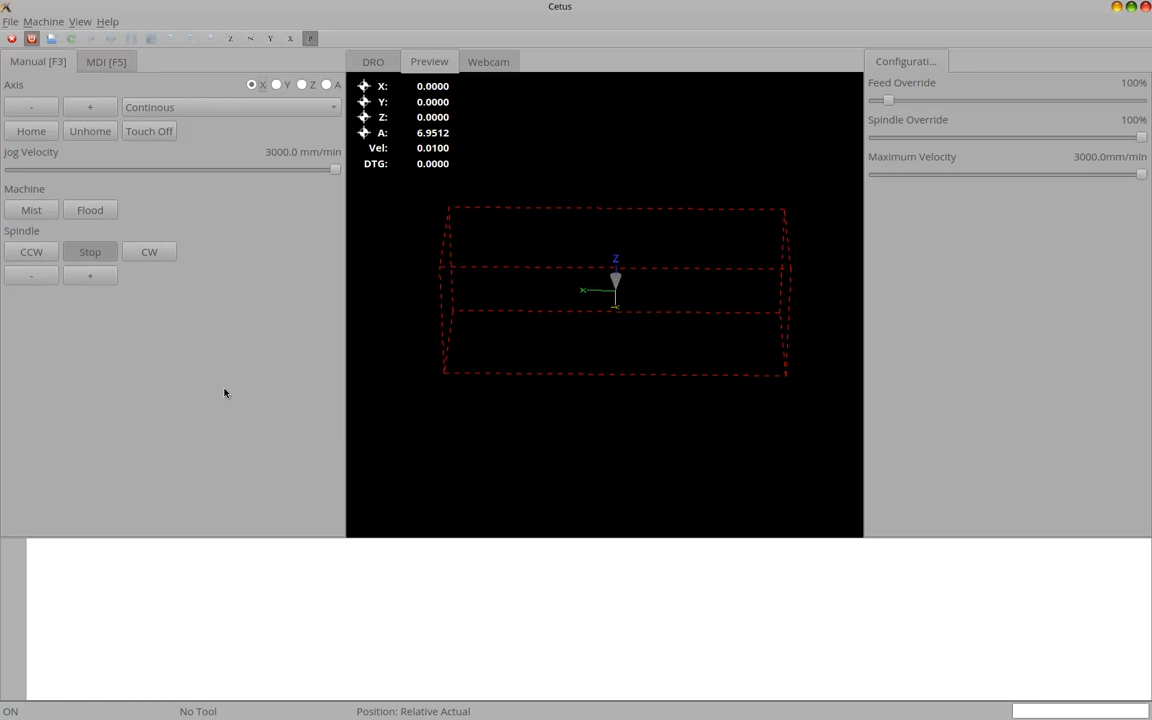 Cetus
File Machine View Help
Z N Y X P
Manual [F3] MDI [F5] DRO Preview Webcam Configurati...
Axis X Y Z A
- + Continous
Home Unhome Touch Off
Jog Velocity 3000.0 mm/min
Machine
Mist Flood
Spindle
CCW Stop CW
- +
X: 0.0000
Y: 0.0000
Z: 0.0000
A: 6.9512
Vel: 0.0100
DTG: 0.0000
Z
X
Y
Feed Override 100%
Spindle Override 100%
Maximum Velocity 3000.0mm/min
ON No Tool Position: Relative Actual